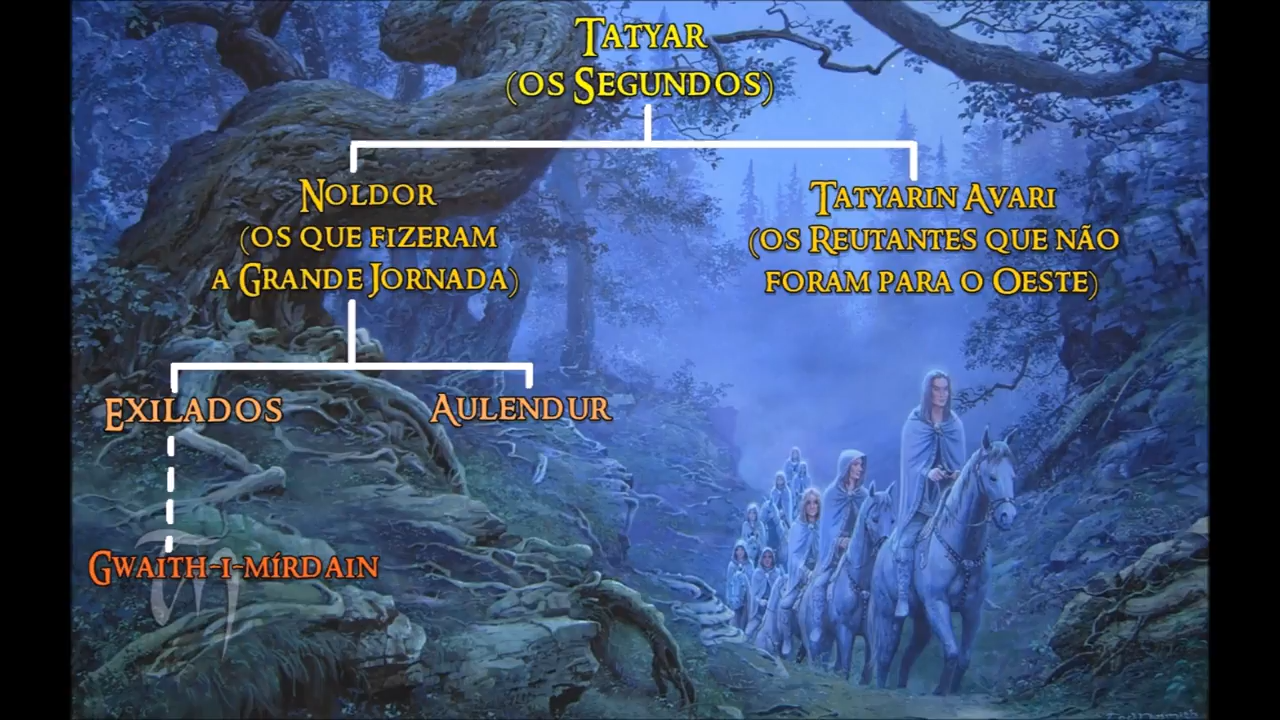 Tatyar
(os Segundos)
Noldor
(os que fizeram
a Grande Jornada)
Tatyarin Avari
(os Reutantes que não
foram para o Oeste)
Exilados
Aulendur
Gwaith-i-mírdain